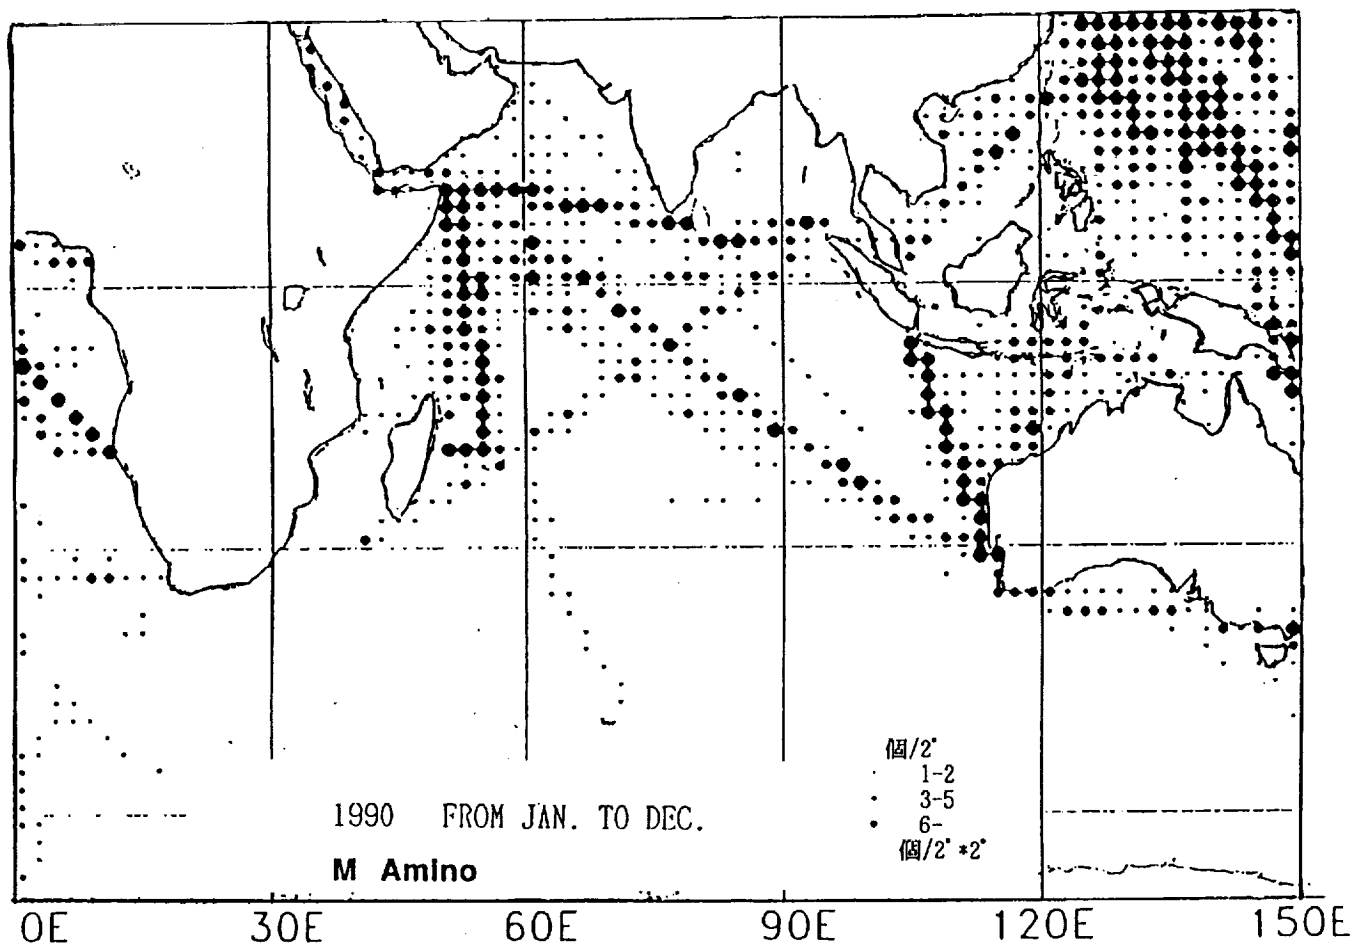 個/2°
1-2
3-5
6-
個/2°*2°
1990 FROM JAN. TO DEC.
M Amino
0E 30E 60E 90E 120E 150E